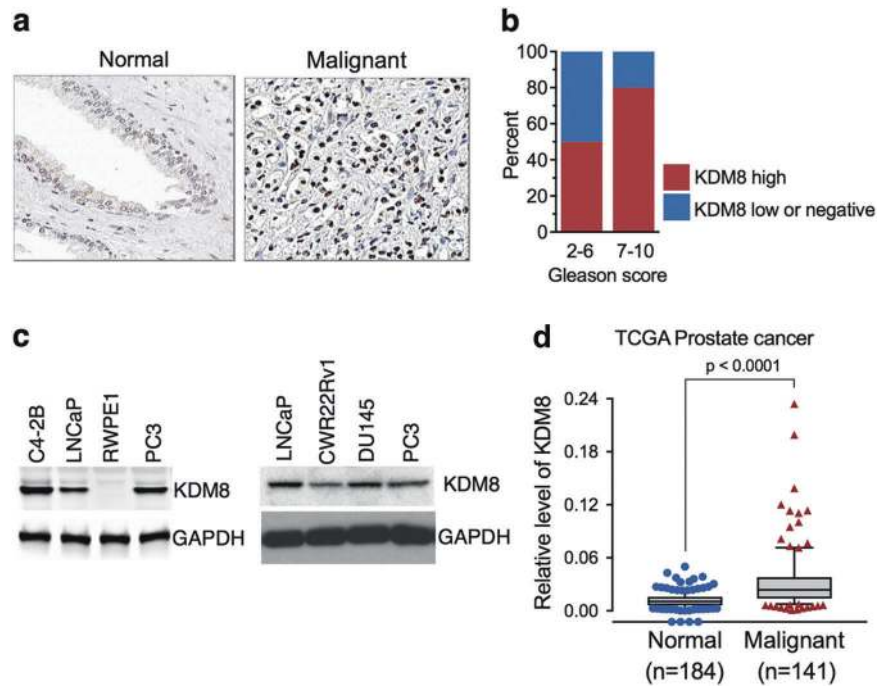 a
Normal
Malignant
b
100
80
60
40
20
0
Percent
2-6
7-10
Gleason score
KDM8 high
KDM8 low or negative
c
C4-2B
LNCaP
RWPE1
PC3
KDM8
GAPDH
LNCaP
CWR22Rv1
DU145
PC3
KDM8
GAPDH
d
TCGA Prostate cancer
p < 0.0001
0.24
0.18
0.12
0.06
0.00
Relative level of KDM8
Normal
(n=184)
Malignant
(n=141)